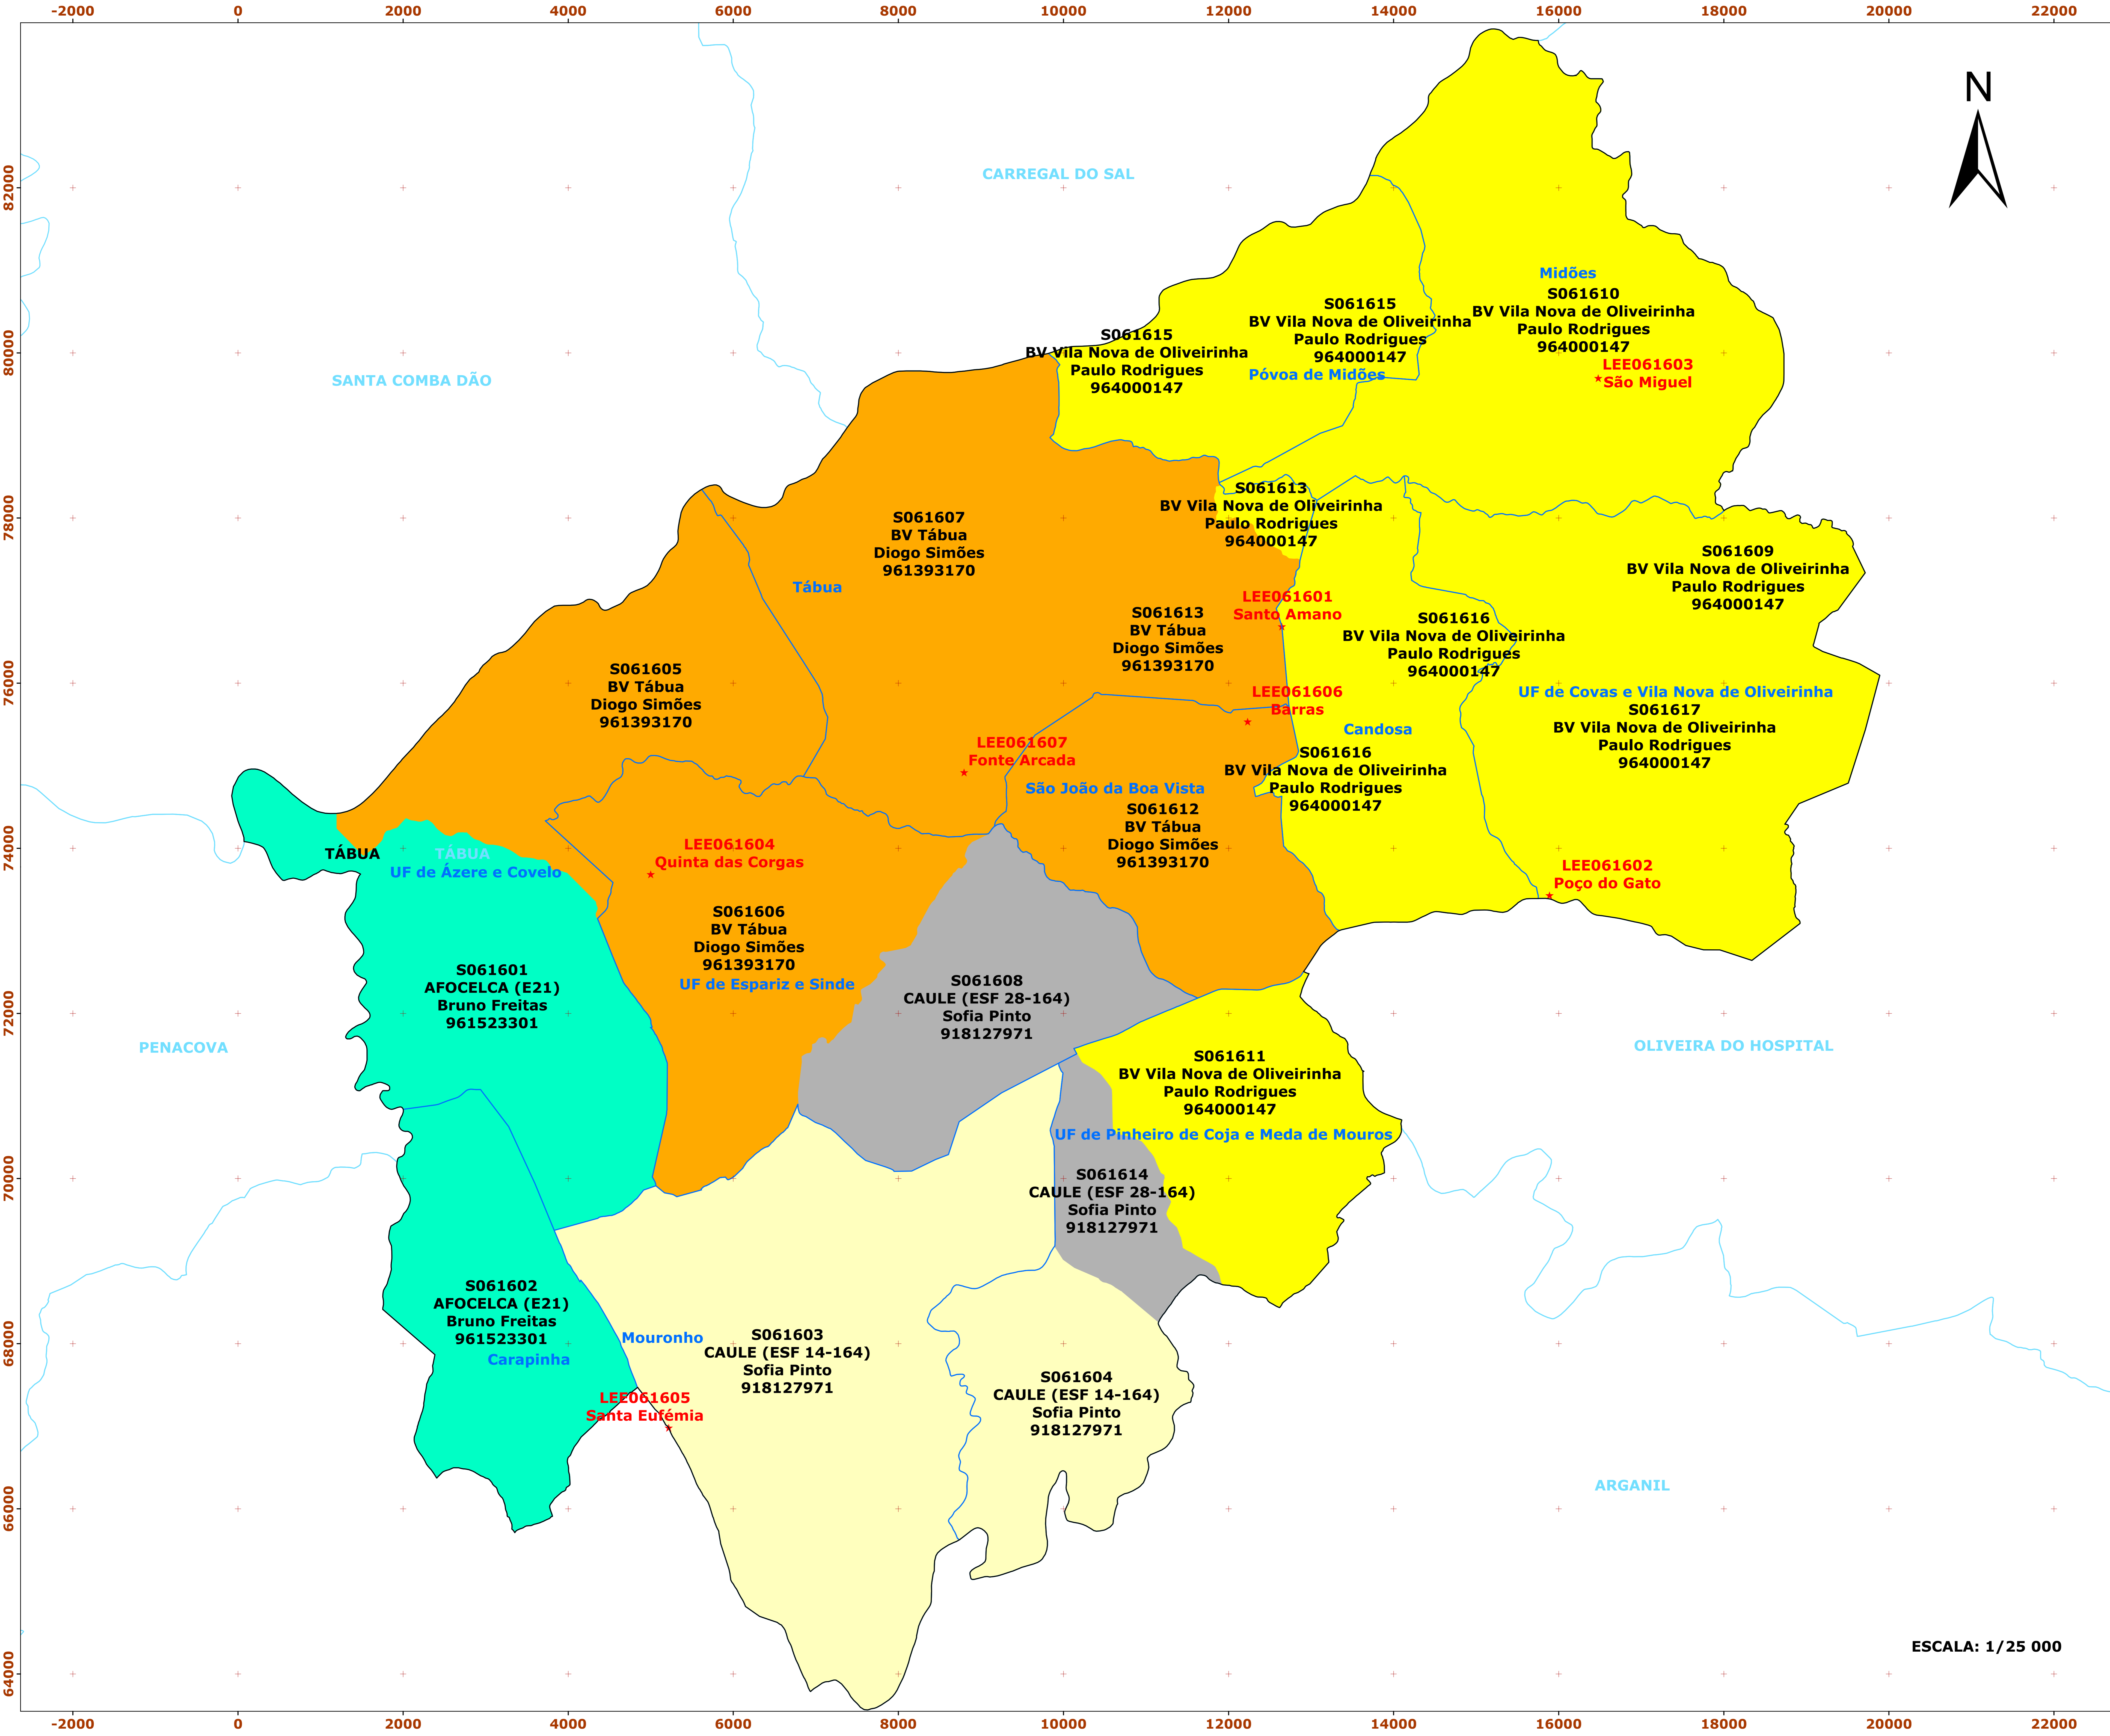 -2000 0 2000 4000 6000 8000 10000 12000 14000 16000 18000 20000 22000
N
82000
CARREGAL DO SAL
Midões
S061610
BV Vila Nova de Oliveirinha
Paulo Rodrigues
964000147
LEE061603
São Miguel
S061615
BV Vila Nova de Oliveirinha
Paulo Rodrigues
964000147
Póvoa de Midões
S061615
BV Vila Nova de Oliveirinha
Paulo Rodrigues
964000147
80000
SANTA COMBA DÃO
S061613
BV Vila Nova de Oliveirinha
Paulo Rodrigues
964000147
78000
S061607
BV Tábua
Diogo Simões
961393170
Tábua
S061609
BV Vila Nova de Oliveirinha
Paulo Rodrigues
964000147
LEE061601
Santo Amano
S061613
BV Tábua
Diogo Simões
961393170
S061616
BV Vila Nova de Oliveirinha
Paulo Rodrigues
964000147
76000
S061605
BV Tábua
Diogo Simões
961393170
LEE061606
Barras
UF de Covas e Vila Nova de Oliveirinha
S061617
BV Vila Nova de Oliveirinha
Paulo Rodrigues
964000147
Candosa
LEE061607
Fonte Arcada
S061616
BV Vila Nova de Oliveirinha
Paulo Rodrigues
964000147
São João da Boa Vista
S061612
BV Tábua
Diogo Simões
961393170
74000
TÁBUA
TÁBUA
UF de Ázere e Covelo
LEE061604
Quinta das Corgas
LEE061602
Poço do Gato
S061606
BV Tábua
Diogo Simões
961393170
UF de Espariz e Sinde
S061601
AFOCELCA (E21)
Bruno Freitas
961523301
S061608
CAULE (ESF 28-164)
Sofia Pinto
918127971
72000
PENACOVA
OLIVEIRA DO HOSPITAL
S061611
BV Vila Nova de Oliveirinha
Paulo Rodrigues
964000147
UF de Pinheiro de Coja e Meda de Mouros
70000
S061614
CAULE (ESF 28-164)
Sofia Pinto
918127971
S061602
AFOCELCA (E21)
Bruno Freitas
961523301
Carapinha
68000
Mouronho
S061603
CAULE (ESF 14-164)
Sofia Pinto
918127971
LEE061605
Santa Eufémia
S061604
CAULE (ESF 14-164)
Sofia Pinto
918127971
66000
ARGANIL
64000
ESCALA: 1/25 000
-2000 0 2000 4000 6000 8000 10000 12000 14000 16000 18000 20000 22000